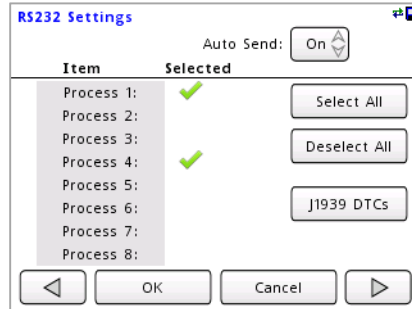 RS232 Settings
Auto Send: On
Item Selected
Process 1:
Select All
Process 2:
Process 3:
Deselect All
Process 4:
Process 5:
Process 6:
J1939 DTCs
Process 7:
Process 8:
OK Cancel